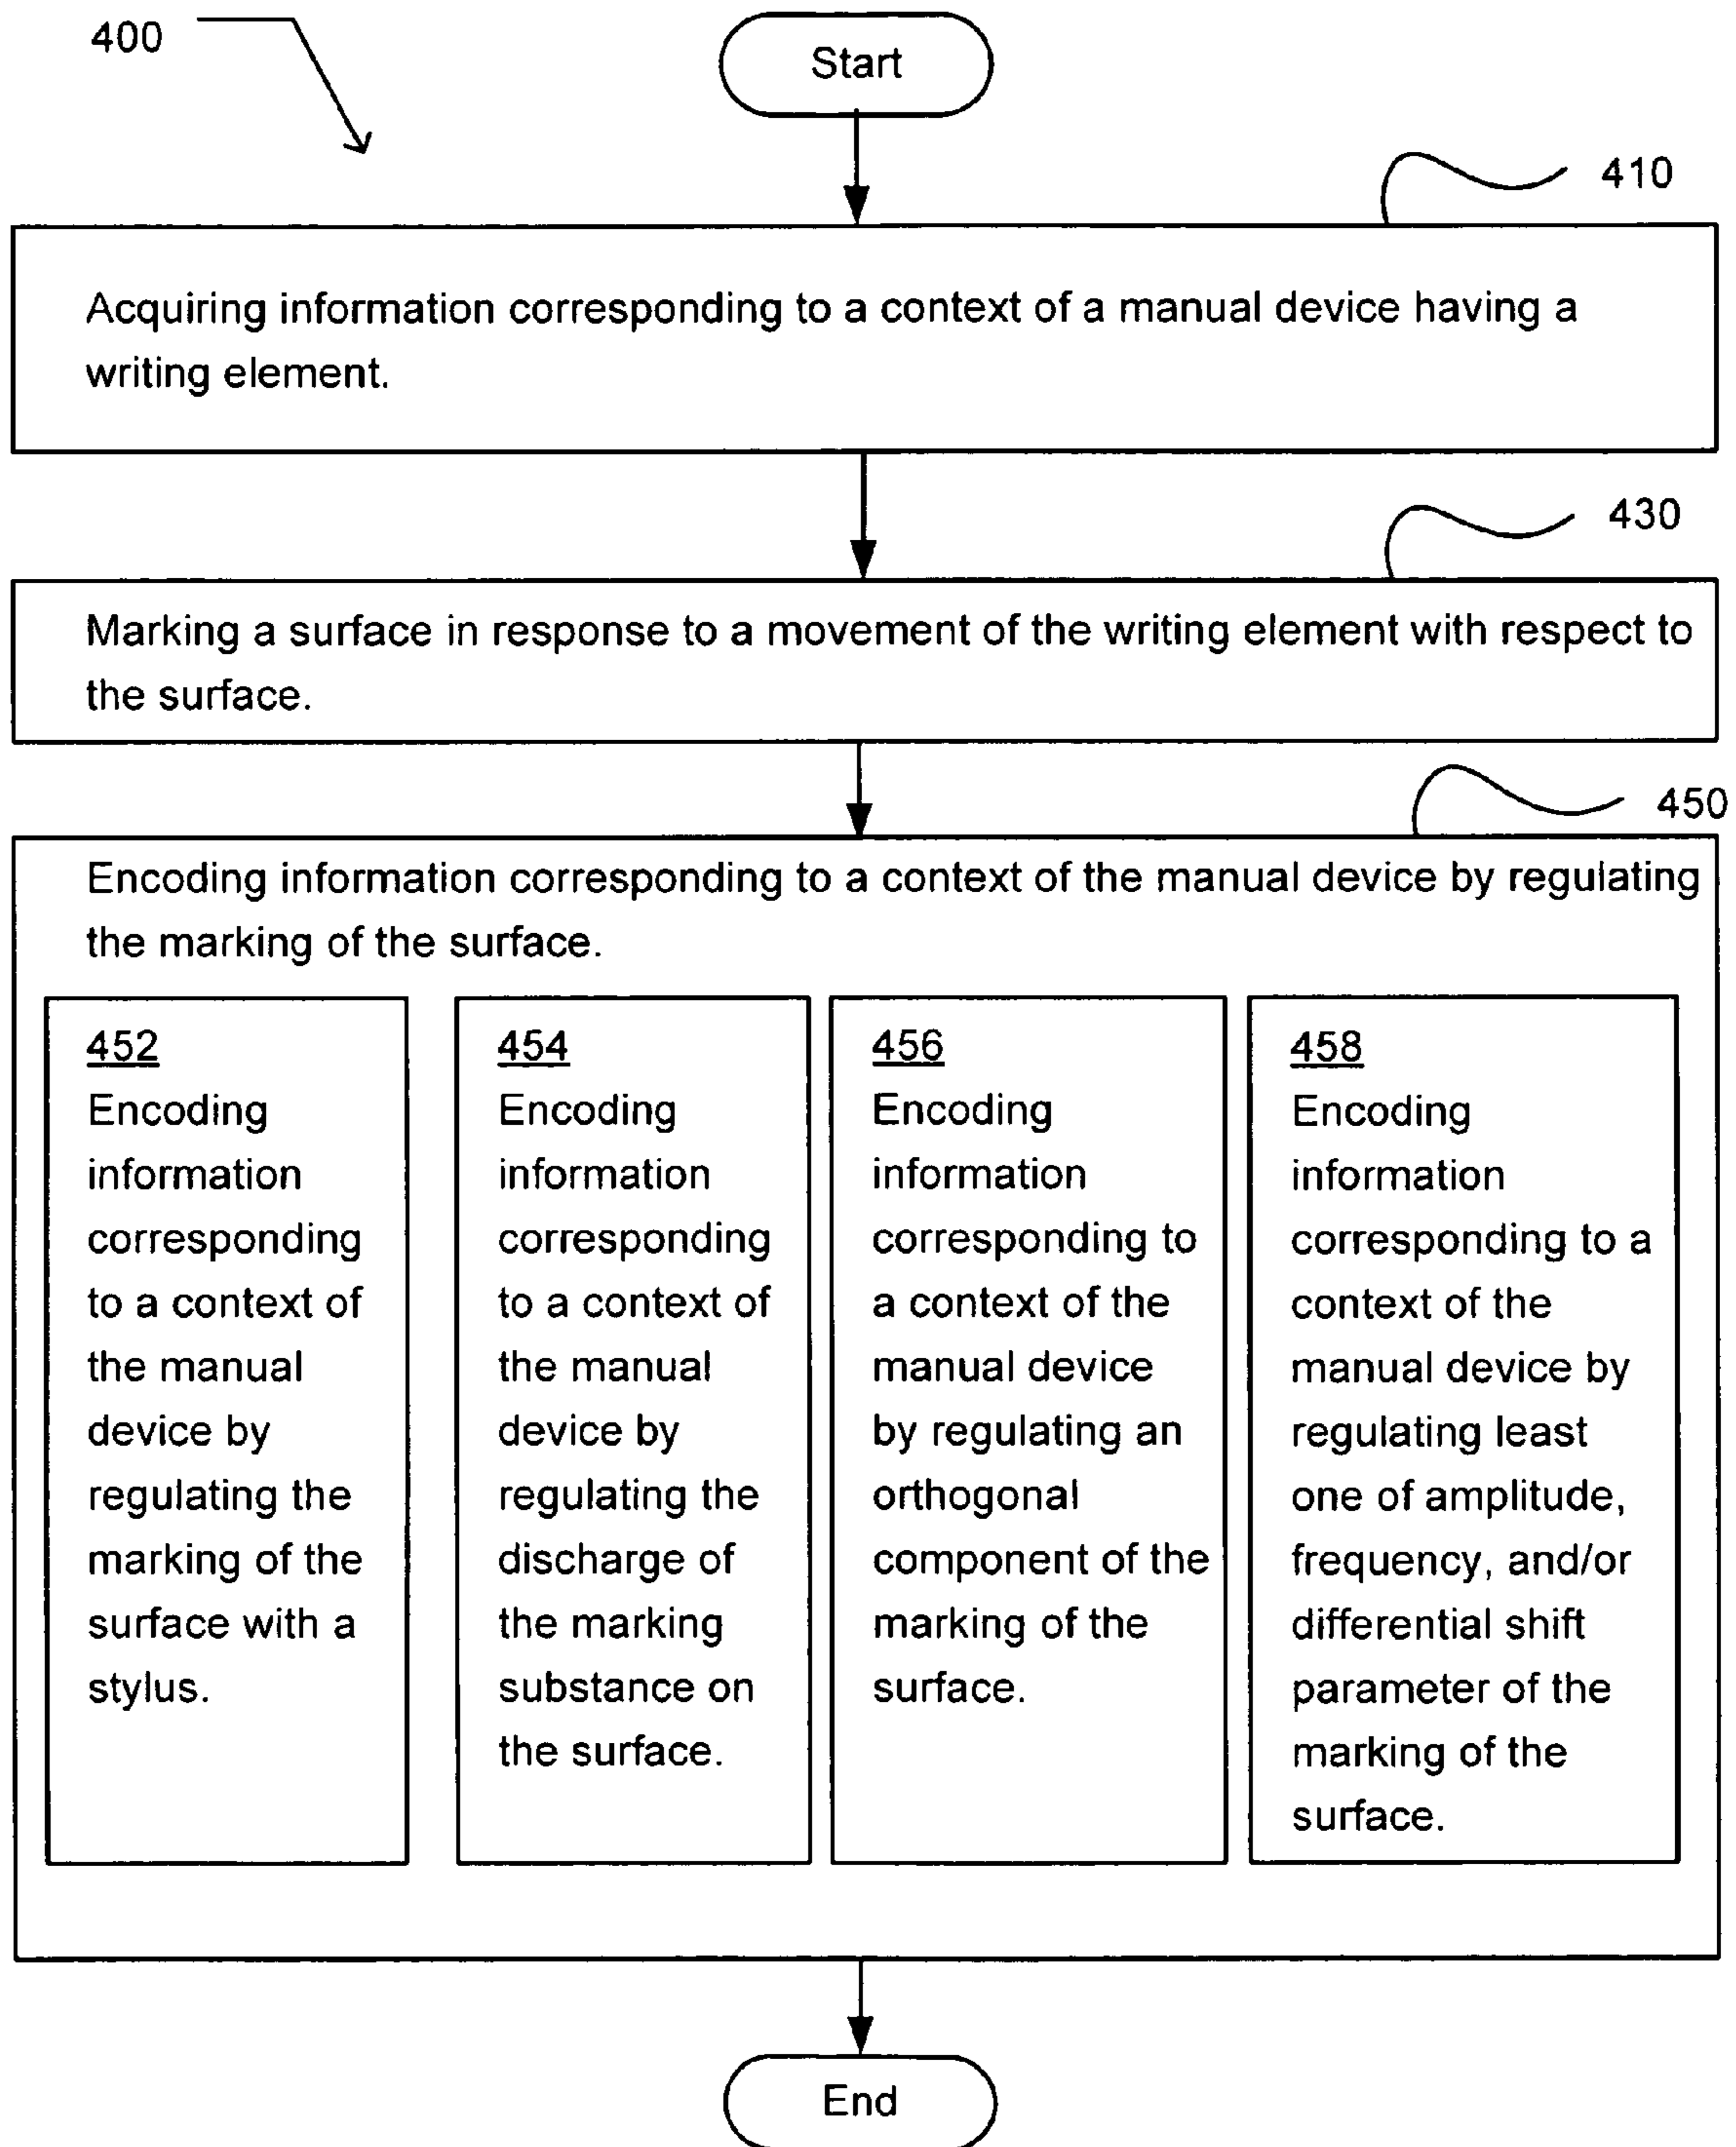 400
Start
410
Acquiring information corresponding to a context of a manual device having a
writing element.
430
Marking a surface in response to a movement of the writing element with respect to
the surface.
450
Encoding information corresponding to a context of the manual device by regulating
the marking of the surface.
452
Encoding
information
corresponding
to a context of
the manual
device by
regulating the
marking of the
surface with a
stylus.
454
Encoding
information
corresponding
to a context of
the manual
device by
regulating the
discharge of
the marking
substance on
the surface.
456
Encoding
information
corresponding to
a context of the
manual device
by regulating an
orthogonal
component of the
marking of the
surface.
458
Encoding
information
corresponding to a
context of the
manual device by
regulating least
one of amplitude,
frequency, and/or
differential shift
parameter of the
marking of the
surface.
End